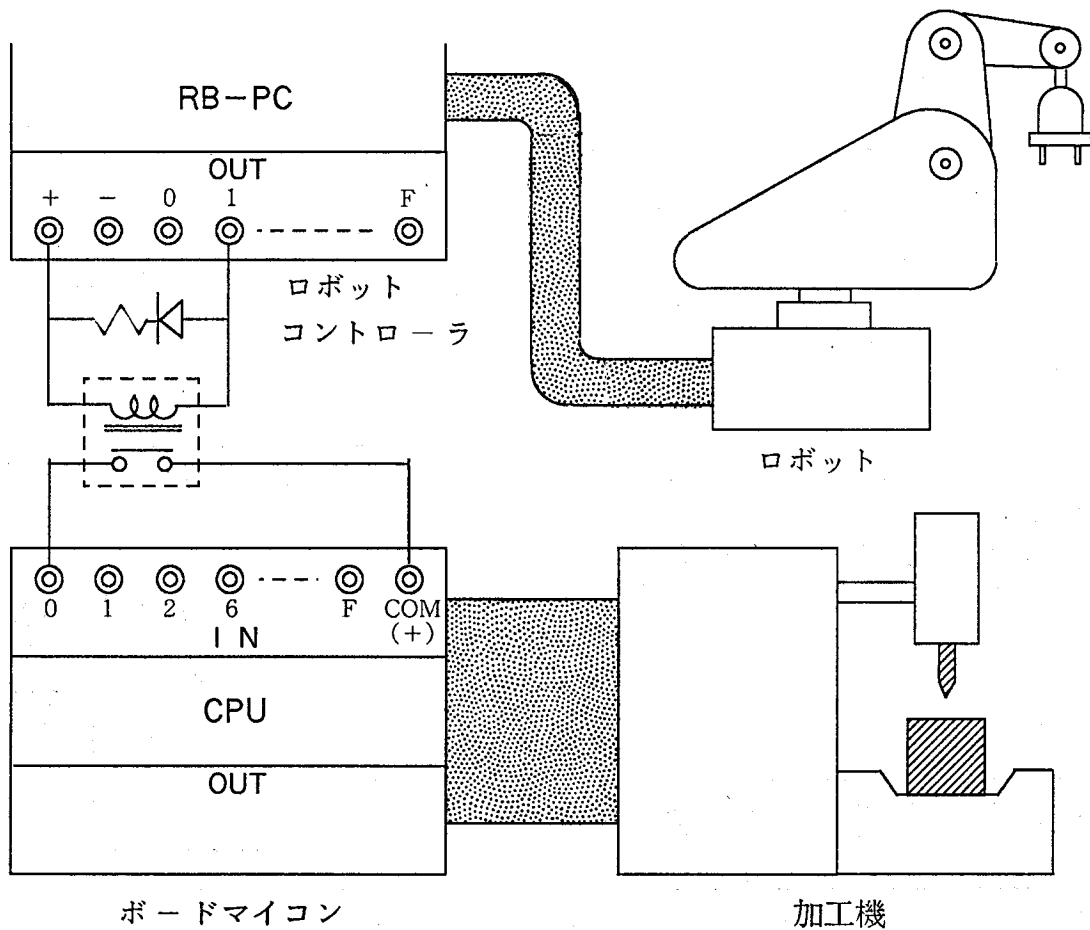 RB-PC
OUT
+ - 0 1 F
ロボット
コントローラ
ロボット
0 1 2 6 F COM
(+)
IN
CPU
OUT
ボードマイコン
加工機